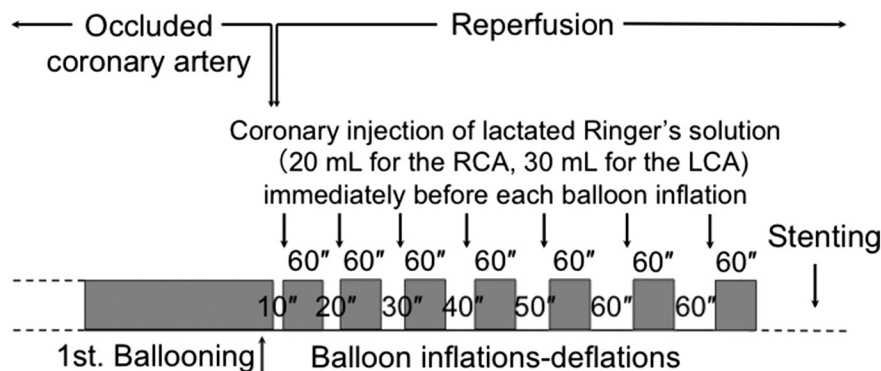 Occluded
coronary artery
Reperfusion
Coronary injection of lactated Ringer’s solution
(20 mL for the RCA, 30 mL for the LCA)
immediately before each balloon inflation
Stenting
60″ 60″ 60″ 60″ 60″ 60″ 60″
10″ 20″ 30″ 40″ 50″ 60″ 60″
1st. Ballooning
Balloon inflations-deflations